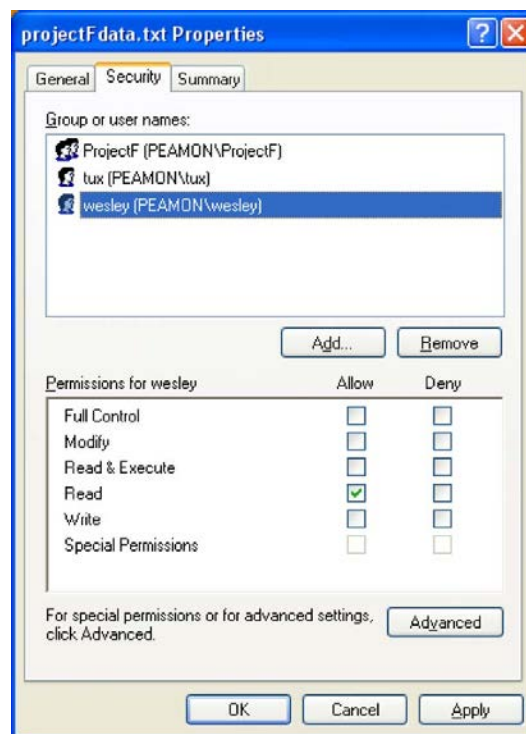 projectFdata.txt Properties
General Security Summary
Group or user names:
ProjectF (PEAMON\ProjectF)
tux (PEAMON\tux)
wesley (PEAMON\wesley)
Add... Remove
Permissions for wesley Allow Deny
Full Control
Modify
Read & Execute
Read
Write
Special Permissions
For special permissions or for advanced settings, Advanced
click Advanced.
OK Cancel Apply